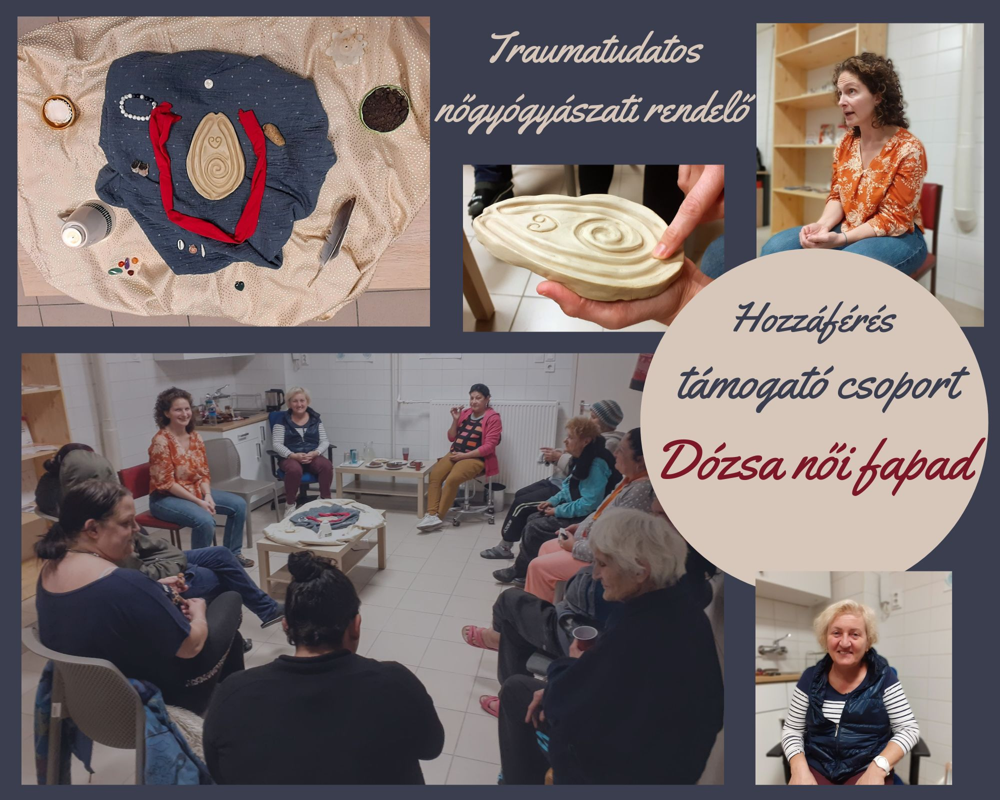 Traumatudatos
nőgyógyászati rendelő
Hozzáférés
támogató csoport
Dózsa női fapad